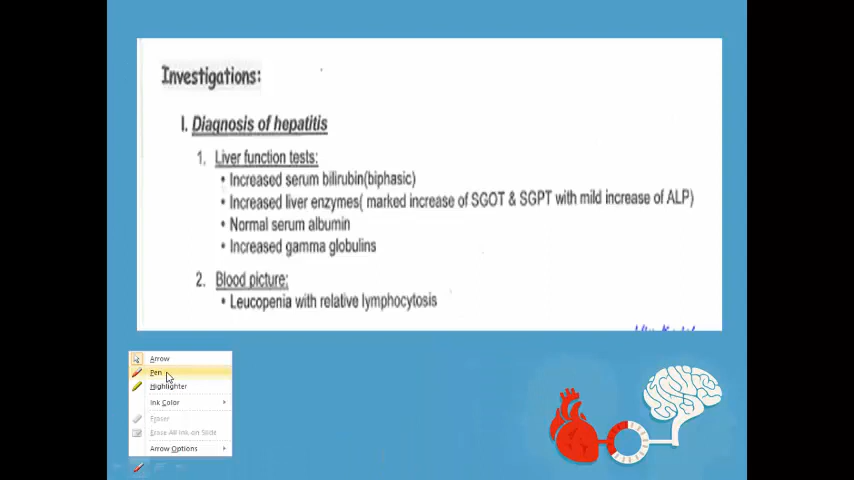 Investigations:
I. Diagnosis of hepatitis
1. Liver function tests:
• Increased serum bilirubin(biphasic)
• Increased liver enzymes( marked increase of SGOT & SGPT with mild increase of ALP)
• Normal serum albumin
• Increased gamma globulins
2. Blood picture:
• Leucopenia with relative lymphocytosis
Arrow
Pen
Highlighter
Ink Color
Eraser
Erase All Ink on Slide
Arrow Options